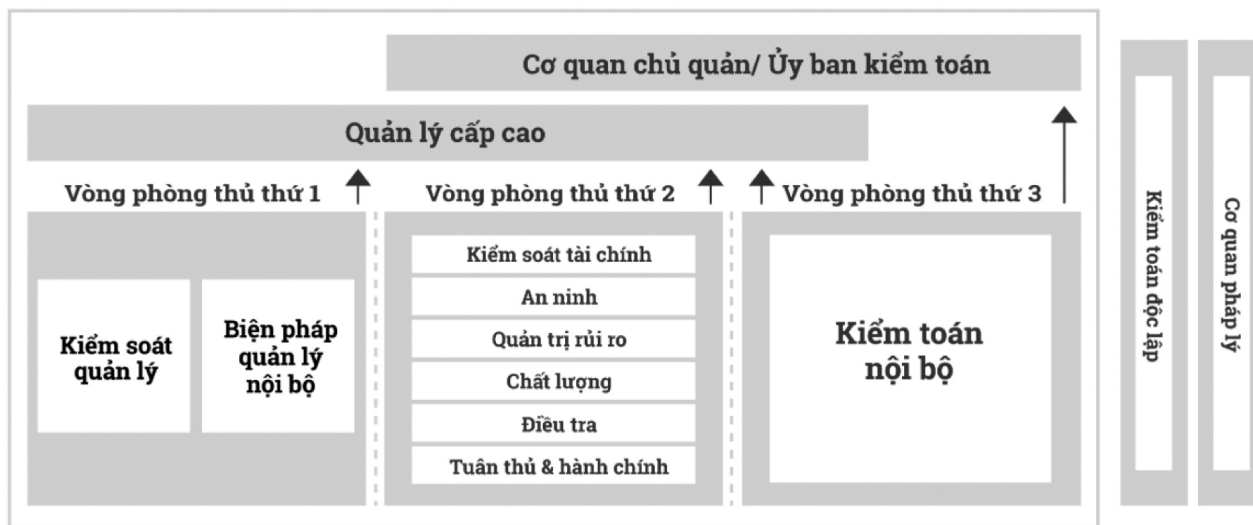 Cơ quan chủ quản/ Ủy ban kiểm toán
Quản lý cấp cao
Vòng phòng thủ thứ 1
Vòng phòng thủ thứ 2
Vòng phòng thủ thứ 3
Kiểm soát
quản lý
Biện pháp
quản lý
nội bộ
Kiểm soát tài chính
An ninh
Quản trị rủi ro
Chất lượng
Điều tra
Tuân thủ & hành chính
Kiểm toán
nội bộ
Kiểm toán độc lập
Cơ quan pháp lý